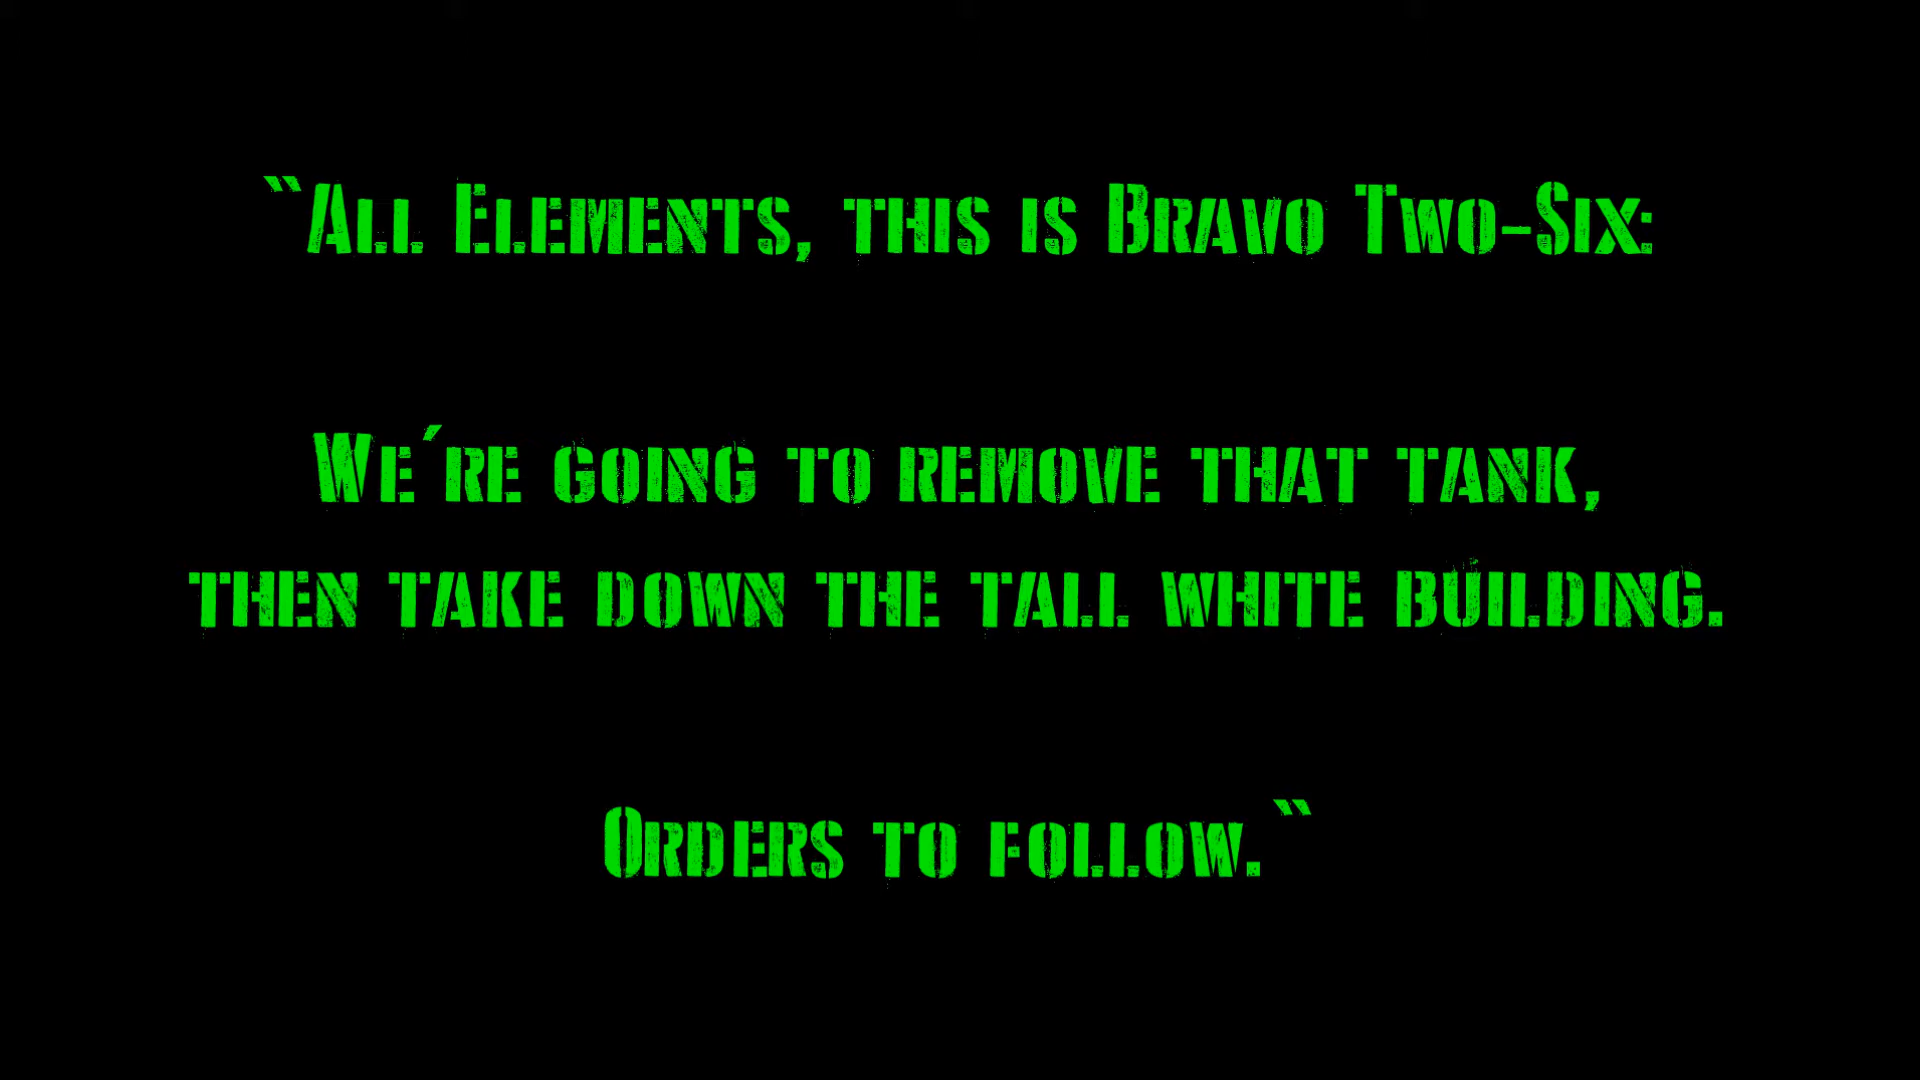 ``All Elements, this is Bravo Two-Six:
We´re going to remove that tank,
then take down the tall white building.
Orders to follow.``